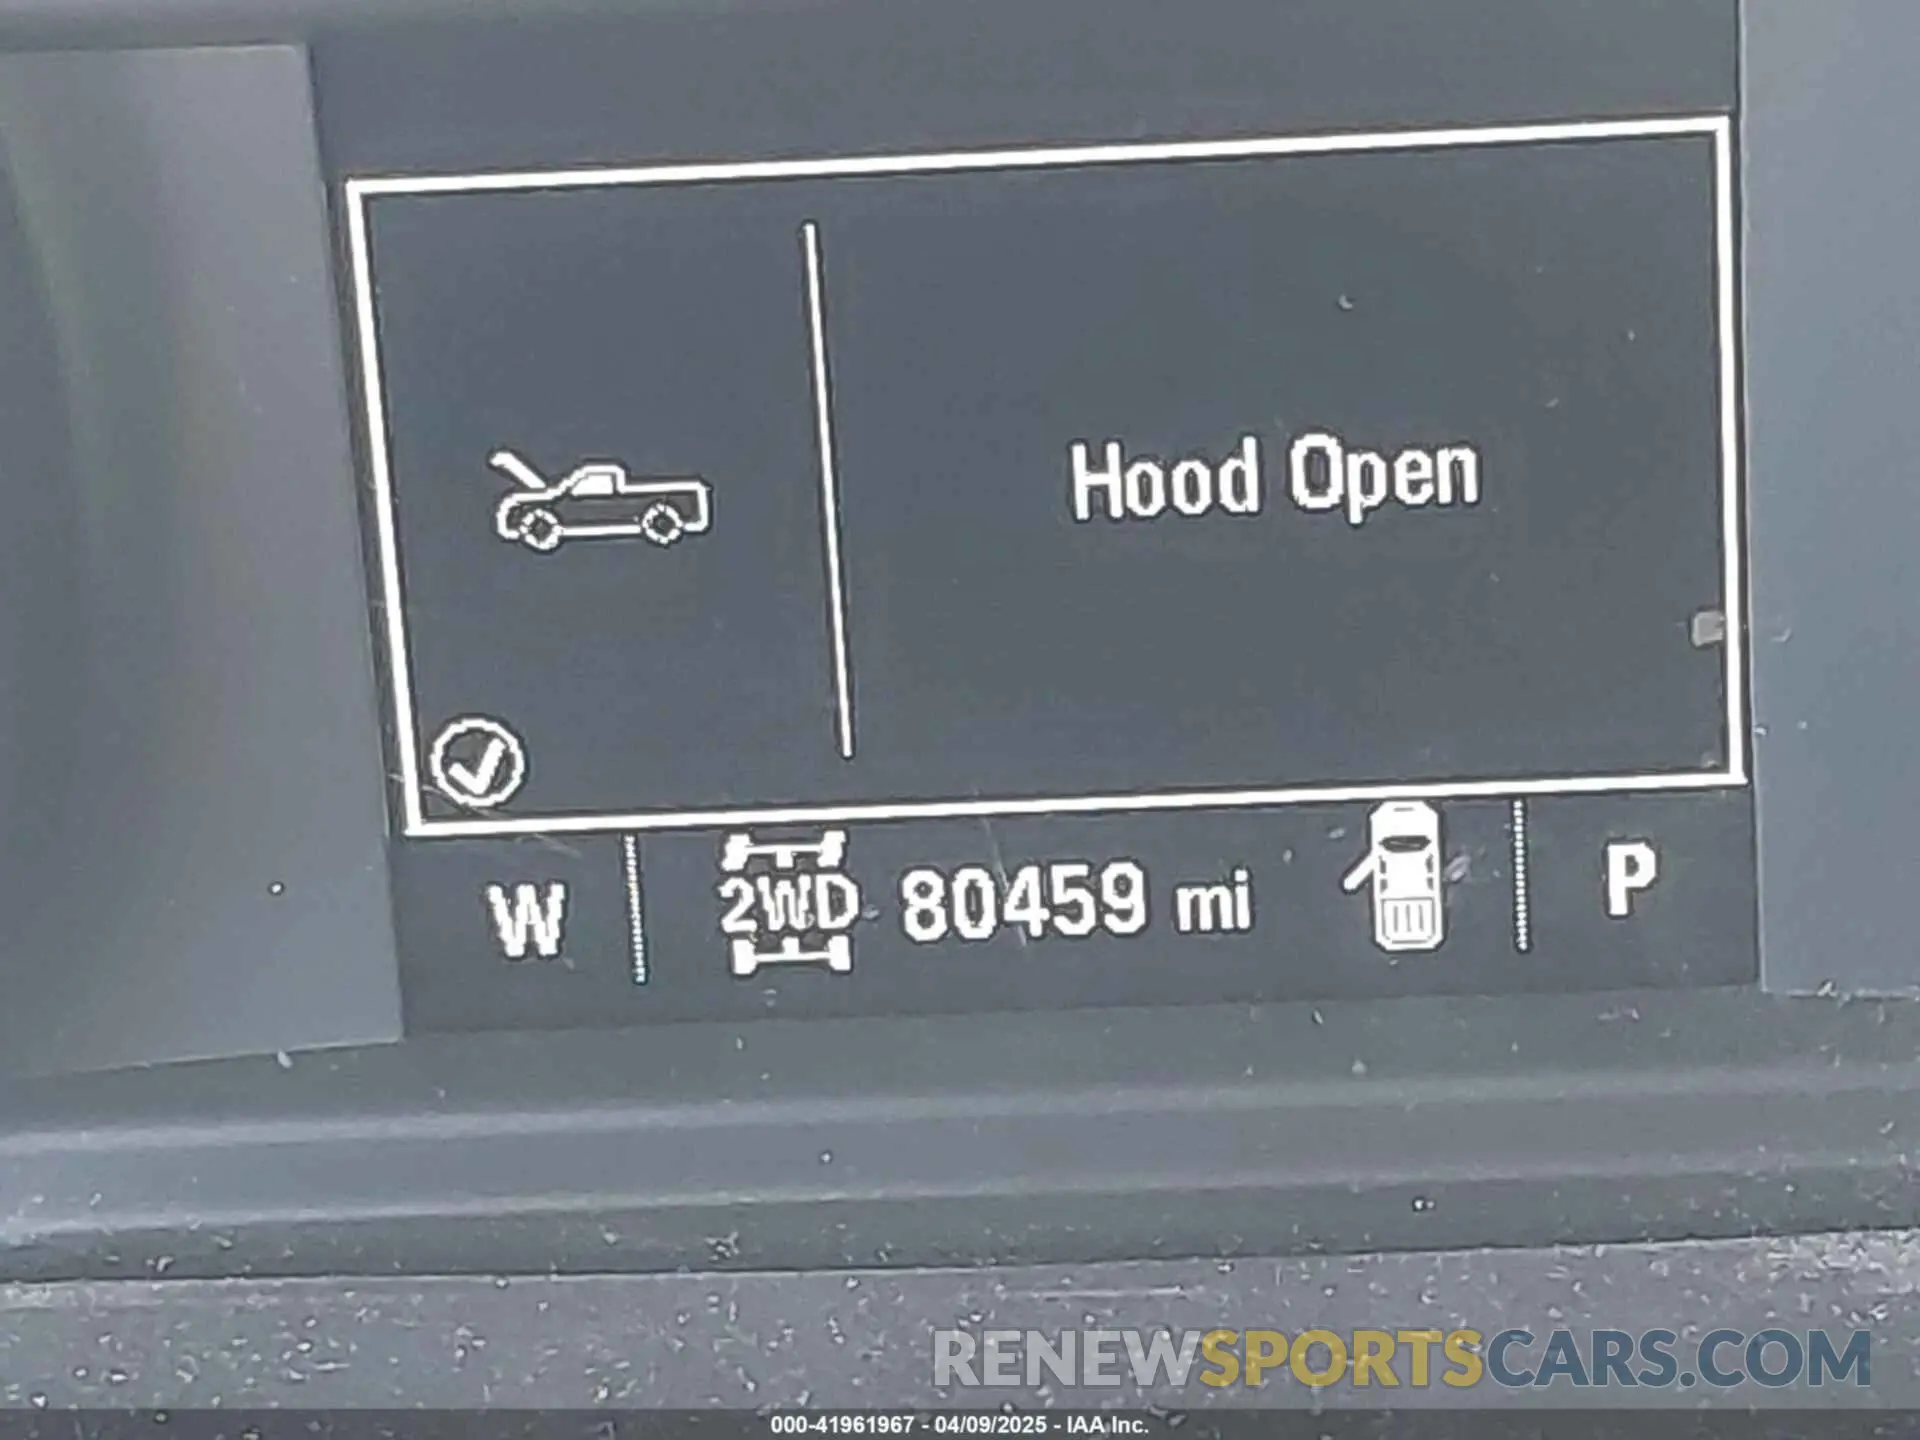 Hood Open
W 2WD 80459 mi P
RENEWSPORTSCARS.COM
000-41961967 - 04/09/2025 - IAA Inc.